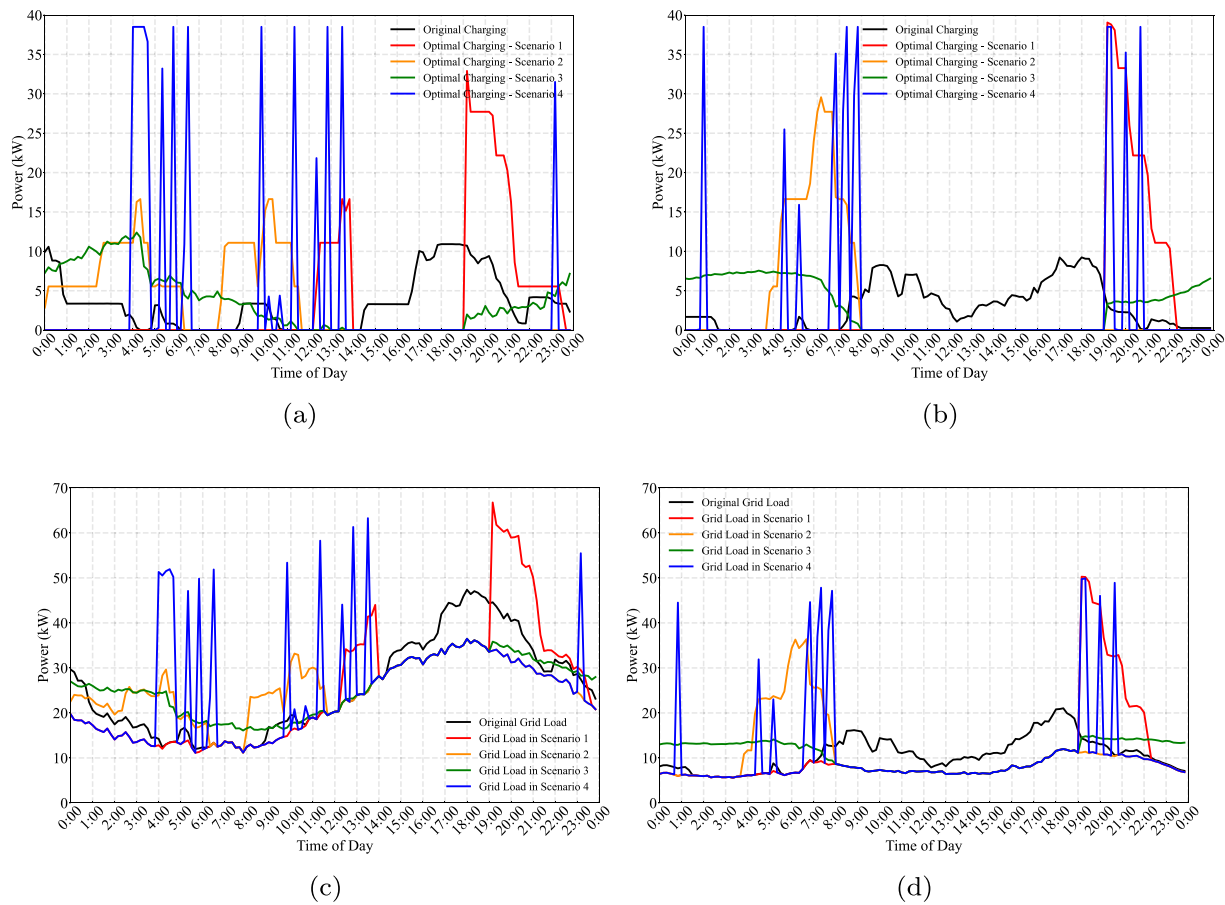 40
35
30
25
20
15
10
5
0
Power (kW)
Original Charging
Optimal Charging - Scenario 1
Optimal Charging - Scenario 2
Optimal Charging - Scenario 3
Optimal Charging - Scenario 4
0:00 1:00 2:00 3:00 4:00 5:00 6:00 7:00 8:00 9:00 10:00 11:00 12:00 13:00 14:00 15:00 16:00 17:00 18:00 19:00 20:00 21:00 22:00 23:00 0:00
Time of Day
(a)
40
35
30
25
20
15
10
5
0
Power (kW)
Original Charging
Optimal Charging - Scenario 1
Optimal Charging - Scenario 2
Optimal Charging - Scenario 3
Optimal Charging - Scenario 4
0:00 1:00 2:00 3:00 4:00 5:00 6:00 7:00 8:00 9:00 10:00 11:00 12:00 13:00 14:00 15:00 16:00 17:00 18:00 19:00 20:00 21:00 22:00 23:00 0:00
Time of Day
(b)
70
60
50
40
30
20
10
0
Power (kW)
Original Grid Load
Grid Load in Scenario 1
Grid Load in Scenario 2
Grid Load in Scenario 3
Grid Load in Scenario 4
0:00 1:00 2:00 3:00 4:00 5:00 6:00 7:00 8:00 9:00 10:00 11:00 12:00 13:00 14:00 15:00 16:00 17:00 18:00 19:00 20:00 21:00 22:00 23:00 0:00
Time of Day
(c)
70
60
50
40
30
20
10
0
Power (kW)
Original Grid Load
Grid Load in Scenario 1
Grid Load in Scenario 2
Grid Load in Scenario 3
Grid Load in Scenario 4
0:00 1:00 2:00 3:00 4:00 5:00 6:00 7:00 8:00 9:00 10:00 11:00 12:00 13:00 14:00 15:00 16:00 17:00 18:00 19:00 20:00 21:00 22:00 23:00 0:00
Time of Day
(d)